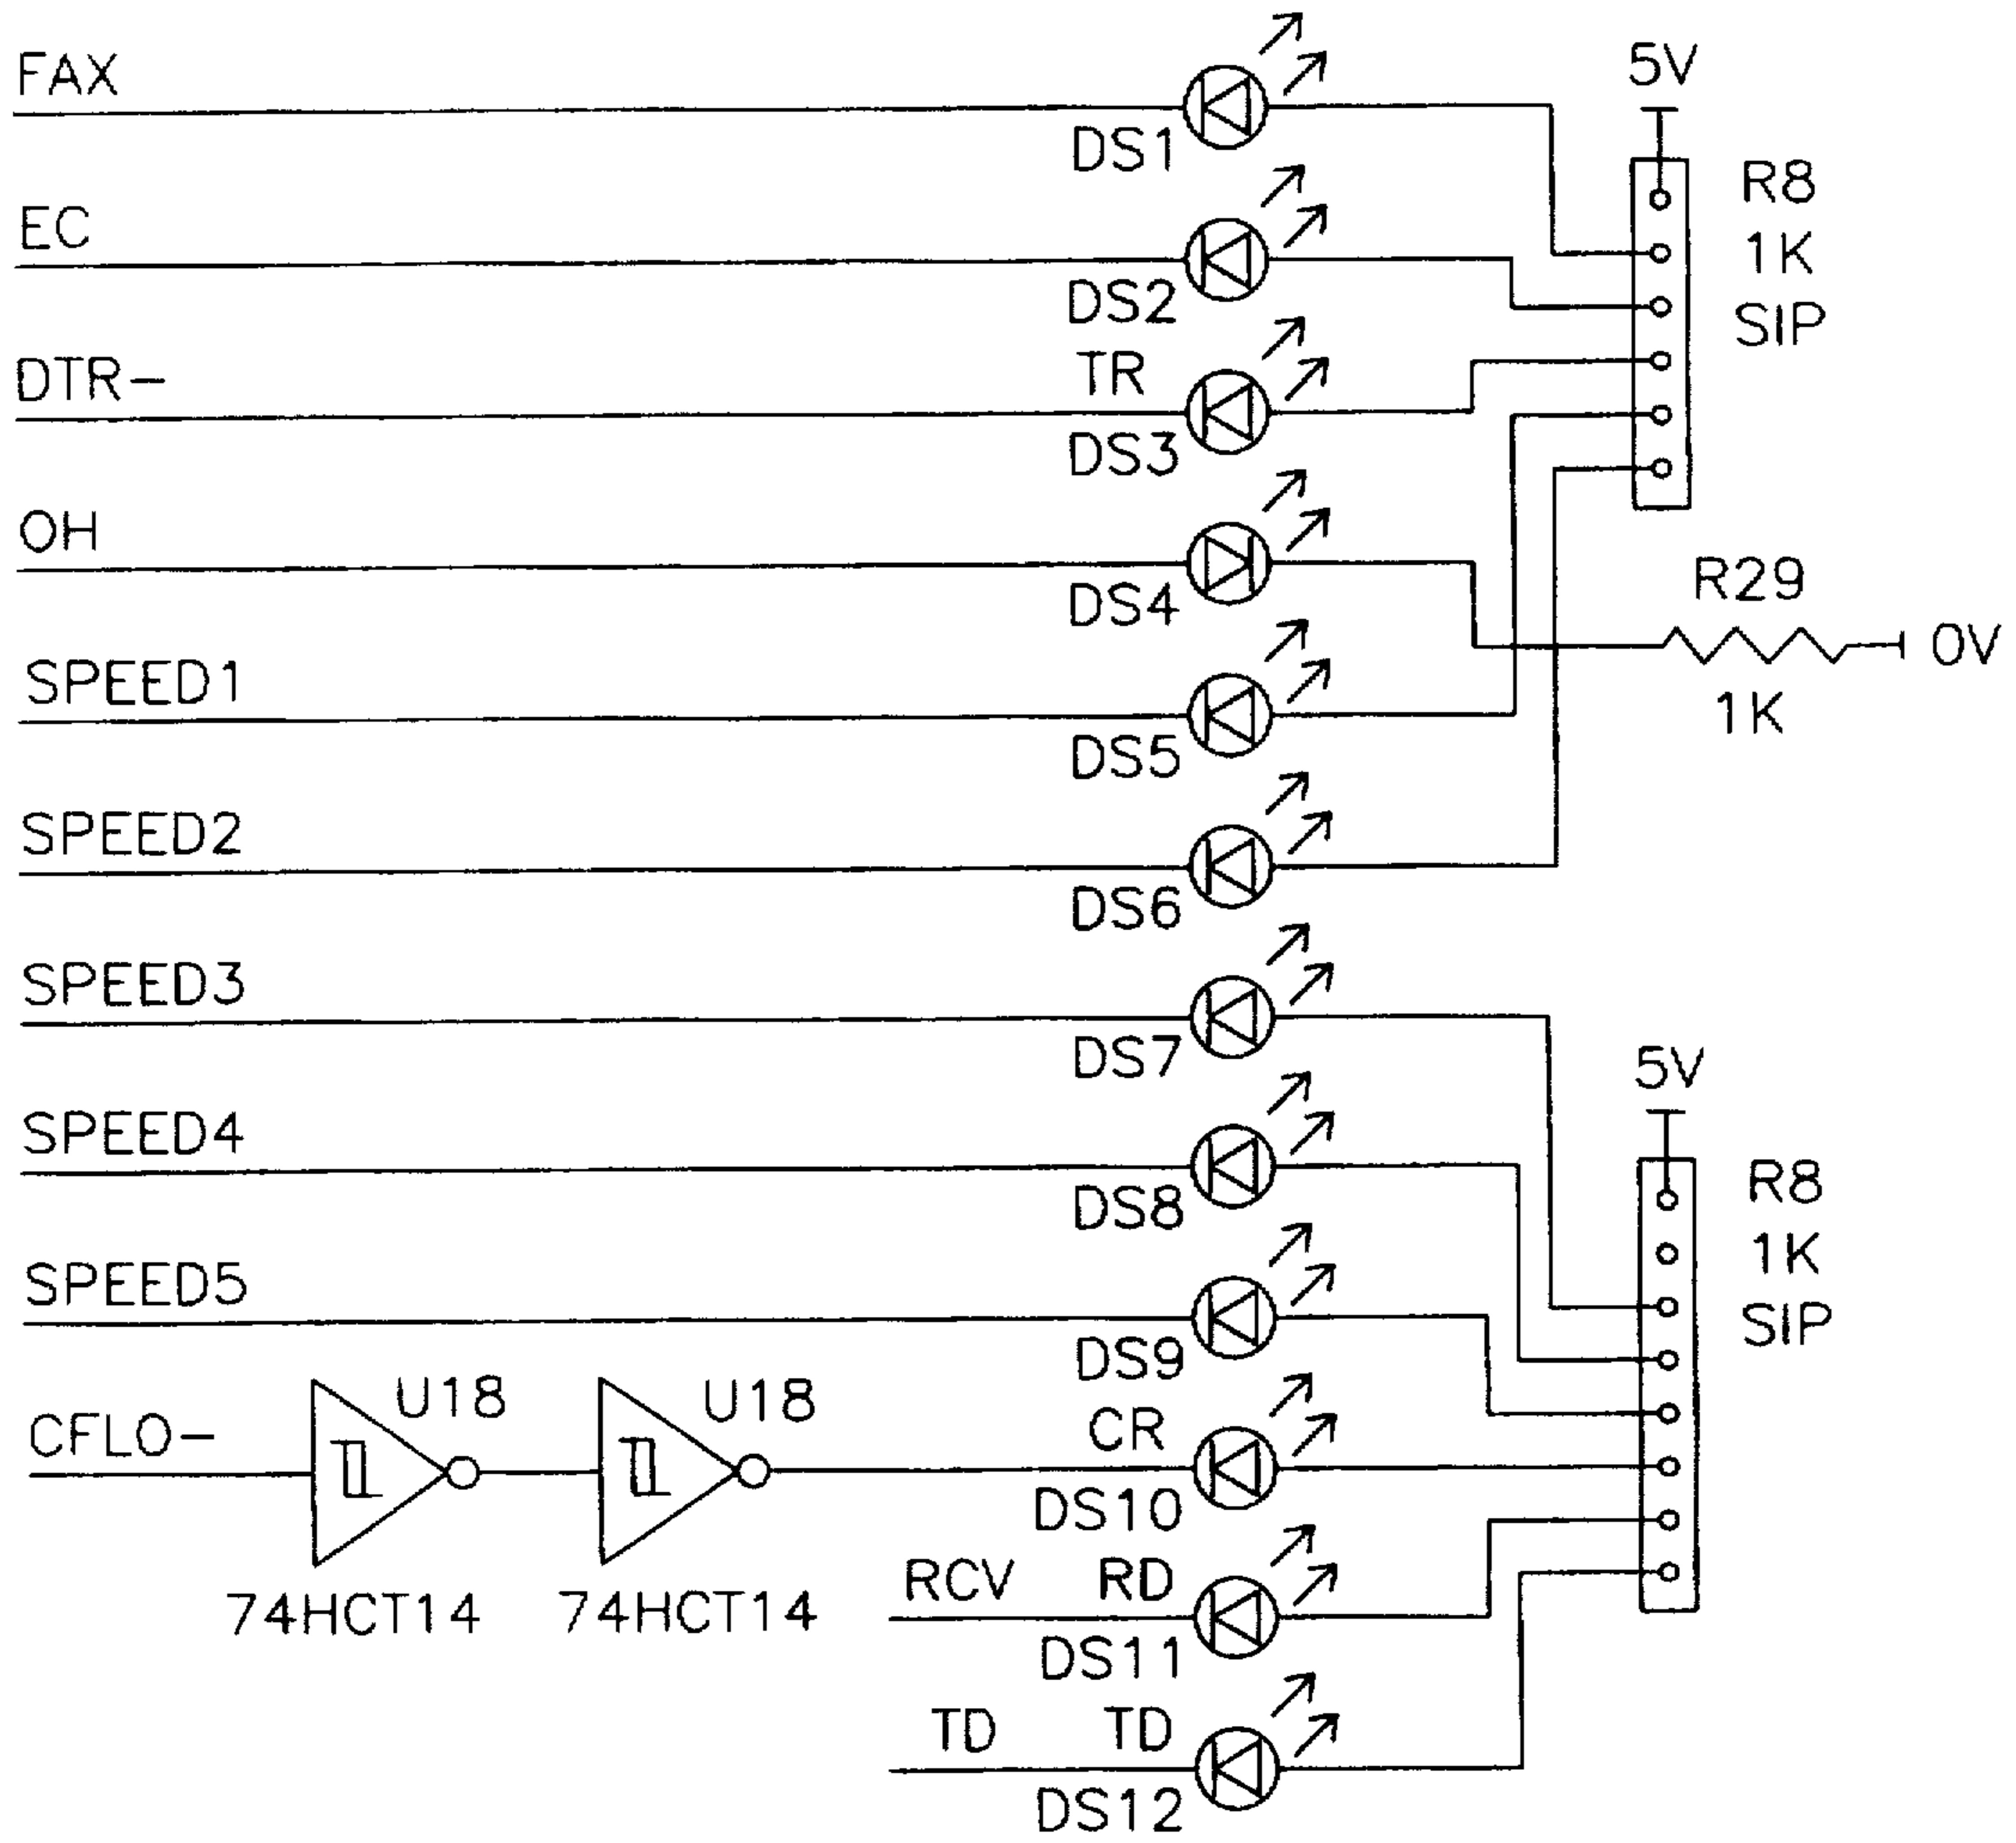 FAX
5V
DS1
R8
EC
1K
DS2
SIP
DTR-
TR
DS3
OH
R29
DS4
0V
SPEED1
1K
DS5
SPEED2
DS6
SPEED3
DS7
5V
SPEED4
R8
DS8
1K
SPEED5
SIP
DS9
U18
U18
CFLO-
CR
DS10
RCV
RD
74HCT14
74HCT14
DS11
TD
TD
DS12